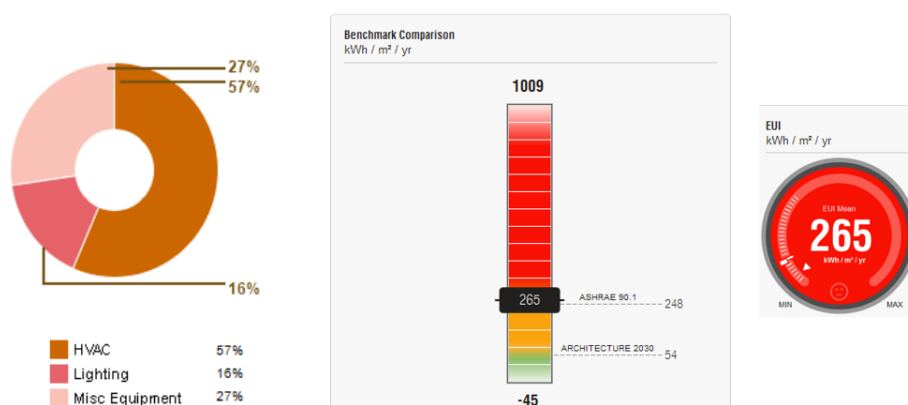 27%
57%
16%
HVAC 57%
Lighting 16%
Misc Equipment 27%
Benchmark Comparison
kWh / m² / yr
1009
265
ASHRAE 90.1 248
ARCHITECTURE 2030 54
-45
EUI
kWh / m² / yr
EUI Mean
265
kWh / m² / yr
MIN MAX